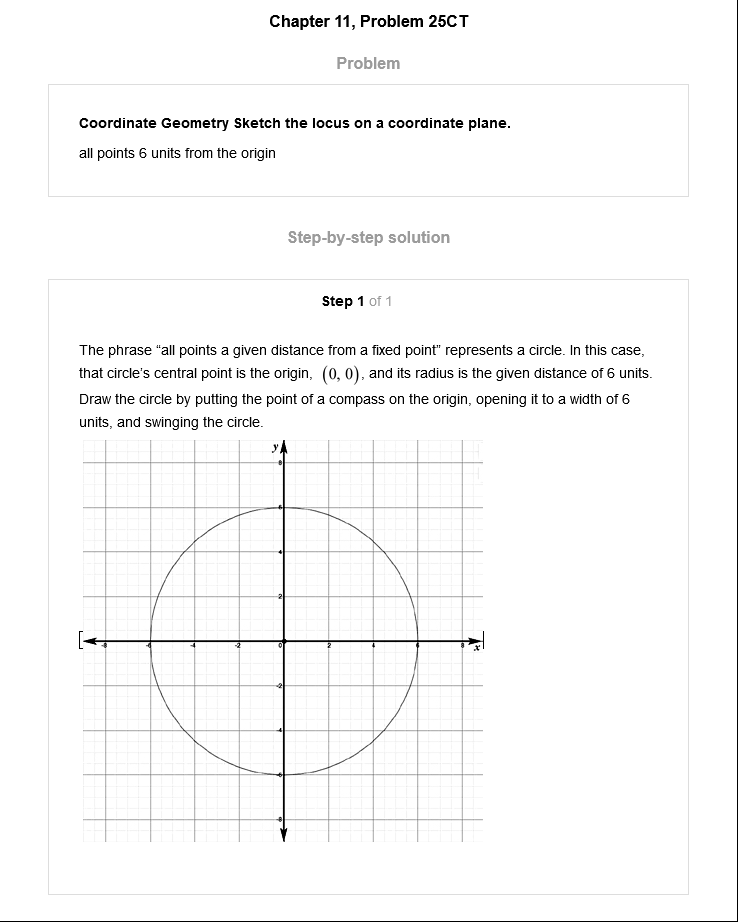 Chapter 11, Problem 25CT
Problem
Coordinate Geometry Sketch the locus on a coordinate plane.
all points 6 units from the origin
Step-by-step solution
Step 1 of 1
The phrase “all points a given distance from a fixed point” represents a circle. In this case,
that circle’s central point is the origin, (0, 0), and its radius is the given distance of 6 units.
Draw the circle by putting the point of a compass on the origin, opening it to a width of 6
units, and swinging the circle.
y
8
6
4
2
[ -8 -6 -4 -2 0 2 4 6 8 x ]
-2
-4
-6
-8